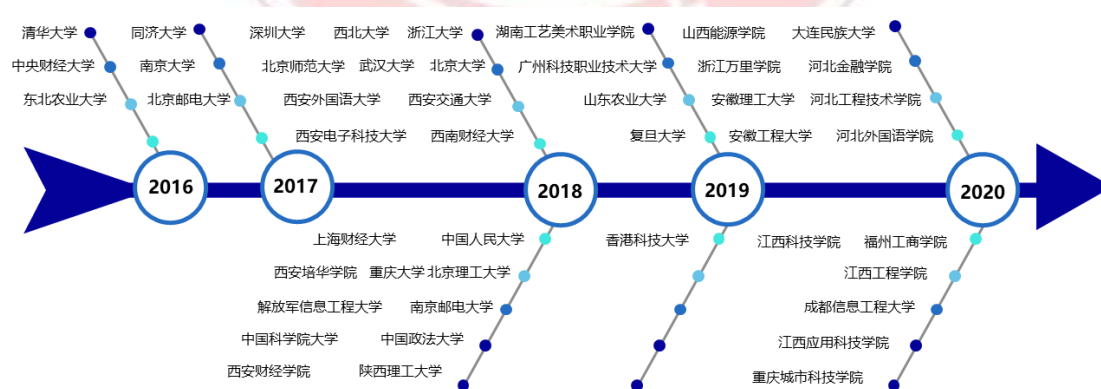 清华大学 同济大学 深圳大学 西北大学 浙江大学 湖南工艺美术职业学院 山西能源学院 大连民族大学
中央财经大学 南京大学 北京师范大学 武汉大学 北京大学 广州科技职业技术大学 浙江万里学院 河北金融学院
东北农业大学 北京邮电大学 西安外国语大学 西安交通大学 山东农业大学 安徽理工大学 河北工程技术学院
西安电子科技大学 西南财经大学 复旦大学 安徽工程大学 河北外国语学院
2016 2017 2018 2019 2020
上海财经大学 中国人民大学 香港科技大学 江西科技学院 福州工商学院
西安培华学院 重庆大学 北京理工大学 江西工程学院
解放军信息工程大学 南京邮电大学 成都信息工程大学
中国科学院大学 中国政法大学 江西应用科技学院
西安财经学院 陕西理工大学 重庆城市科技学院